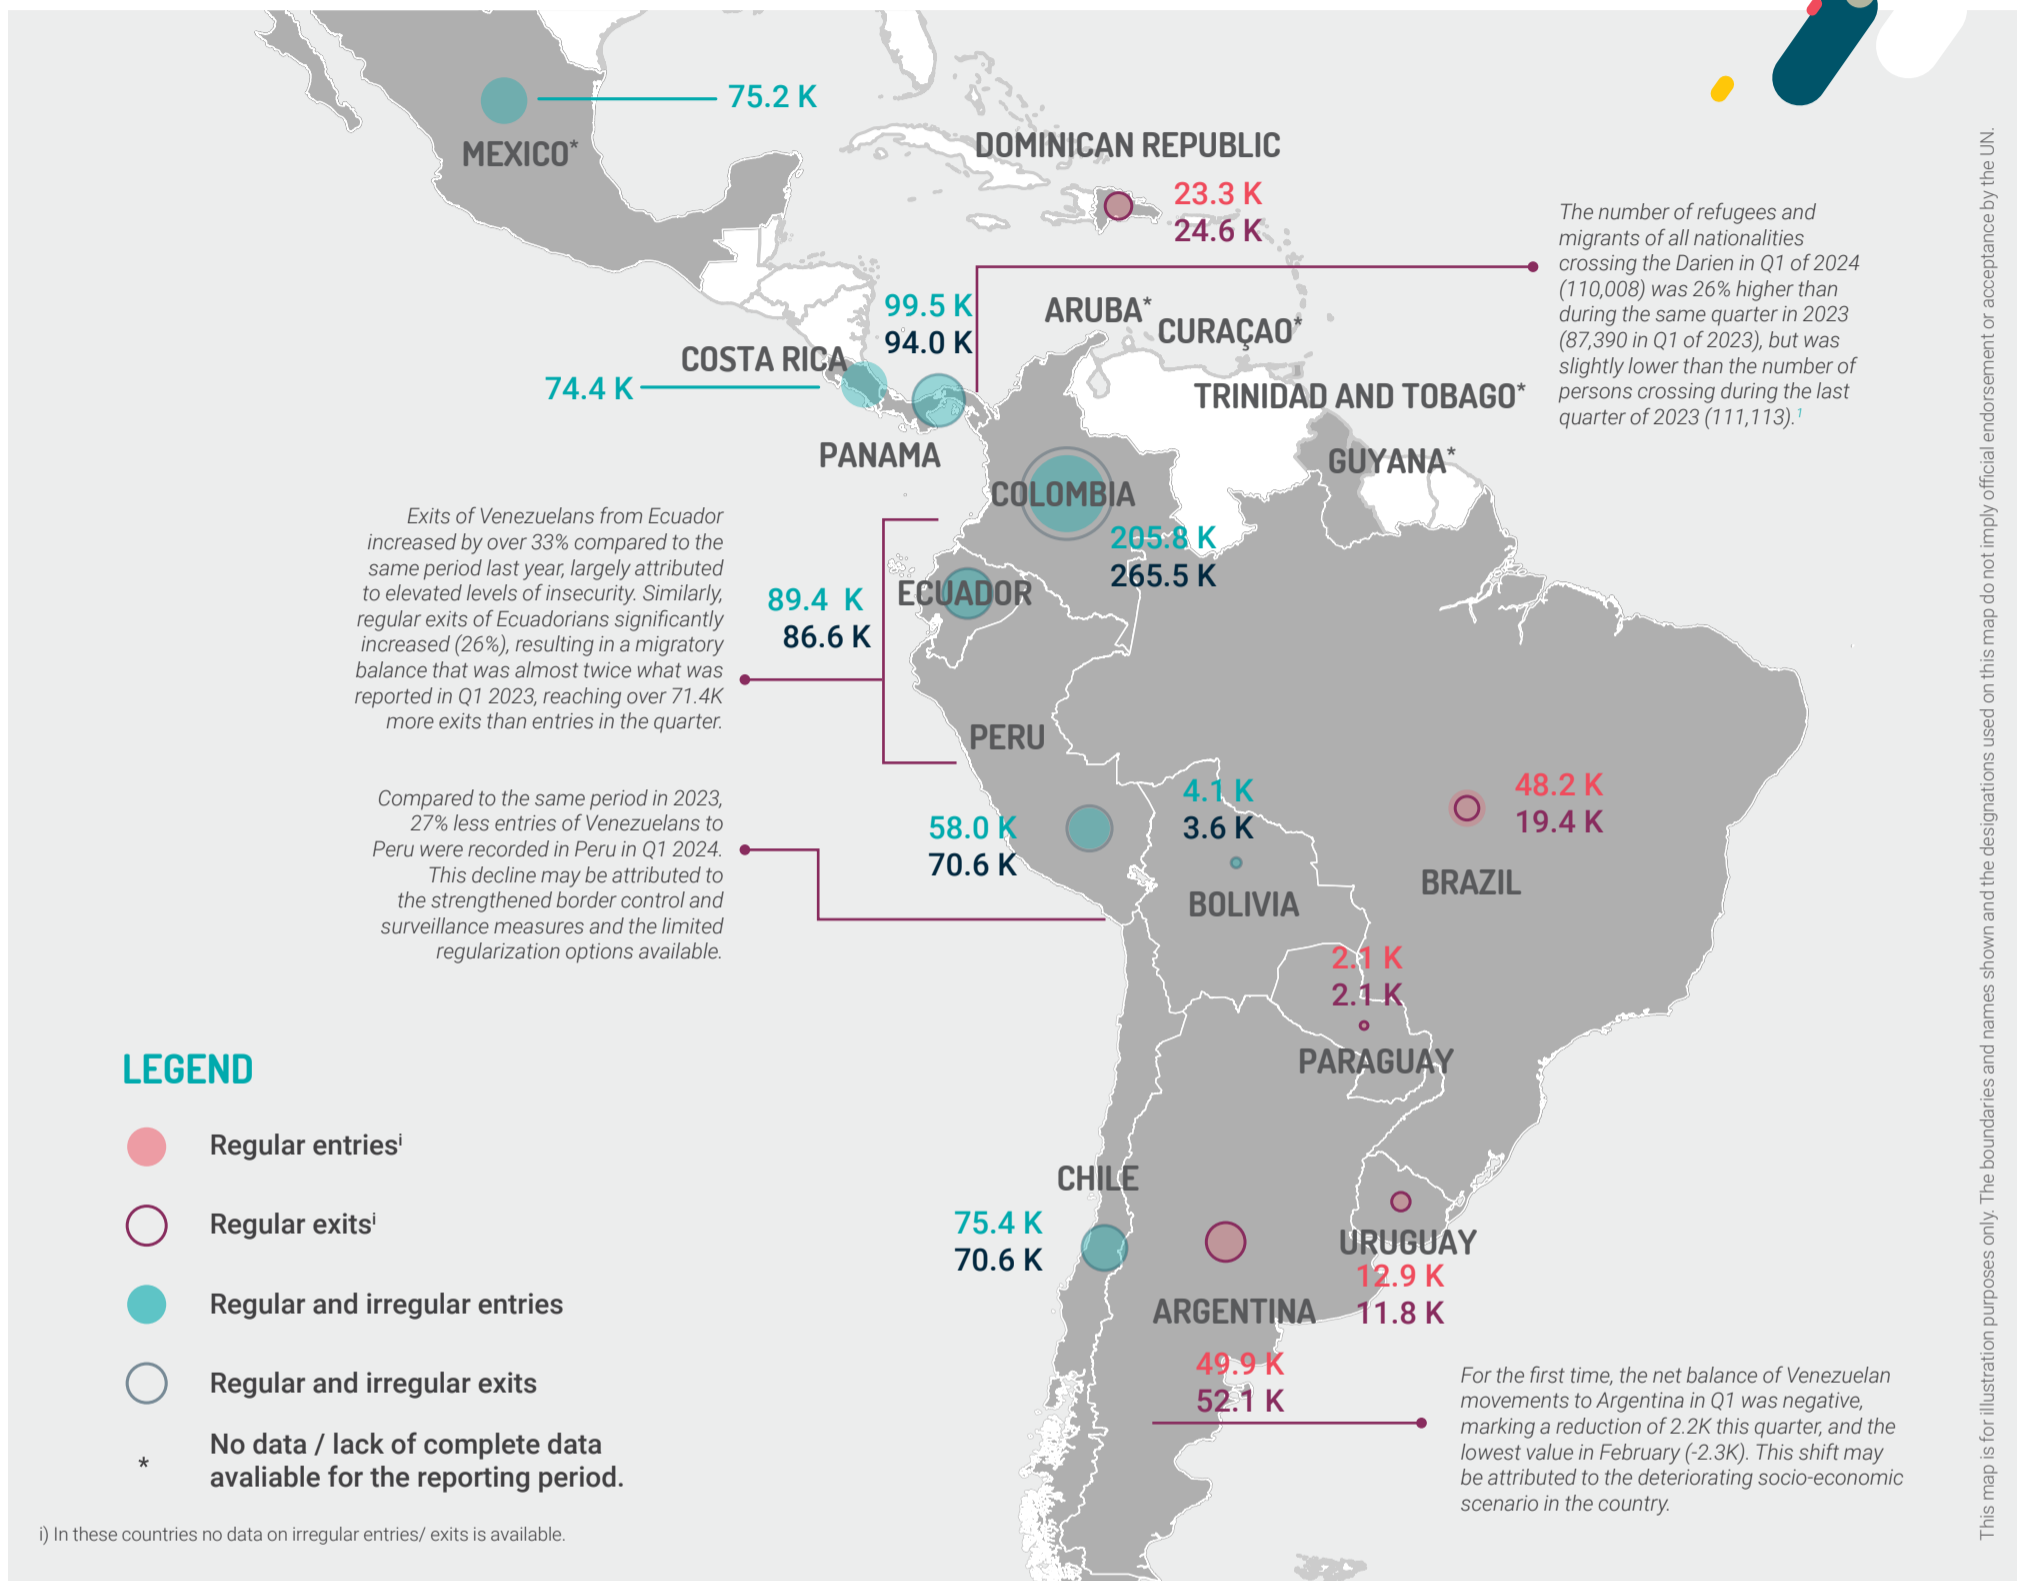 75.2 K
MEXICO*
DOMINICAN REPUBLIC
23.3 K
24.6 K
The number of refugees and
migrants of all nationalities
crossing the Darien in Q1 of 2024
(110,008) was 26% higher than
during the same quarter in 2023
(87,390 in Q1 of 2023), but was
slightly lower than the number of
persons crossing during the last
quarter of 2023 (111,113).¹
99.5 K
94.0 K
ARUBA*
CURAÇAO*
COSTA RICA
74.4 K
TRINIDAD AND TOBAGO*
PANAMA
GUYANA*
COLOMBIA
205.8 K
265.5 K
Exits of Venezuelans from Ecuador
increased by over 33% compared to the
same period last year, largely attributed
to elevated levels of insecurity. Similarly,
regular exits of Ecuadorians significantly
increased (26%), resulting in a migratory
balance that was almost twice what was
reported in Q1 2023, reaching over 71.4K
more exits than entries in the quarter.
ECUADOR
89.4 K
86.6 K
PERU
58.0 K
70.6 K
Compared to the same period in 2023,
27% less entries of Venezuelans to
Peru were recorded in Peru in Q1 2024.
This decline may be attributed to
the strengthened border control and
surveillance measures and the limited
regularization options available.
4.1 K
3.6 K
BOLIVIA
48.2 K
19.4 K
BRAZIL
2.1 K
2.1 K
PARAGUAY
CHILE
75.4 K
70.6 K
URUGUAY
12.9 K
11.8 K
ARGENTINA
49.9 K
52.1 K
For the first time, the net balance of Venezuelan
movements to Argentina in Q1 was negative,
marking a reduction of 2.2K this quarter, and the
lowest value in February (-2.3K). This shift may
be attributed to the deteriorating socio-economic
scenario in the country.
LEGEND
Regular entriesⁱ
Regular exitsⁱ
Regular and irregular entries
Regular and irregular exits
* No data / lack of complete data
avaliable for the reporting period.
i) In these countries no data on irregular entries/ exits is available.
This map is for illustration purposes only. The boundaries and names shown and the designations used on this map do not imply official endorsement or acceptance by the UN.